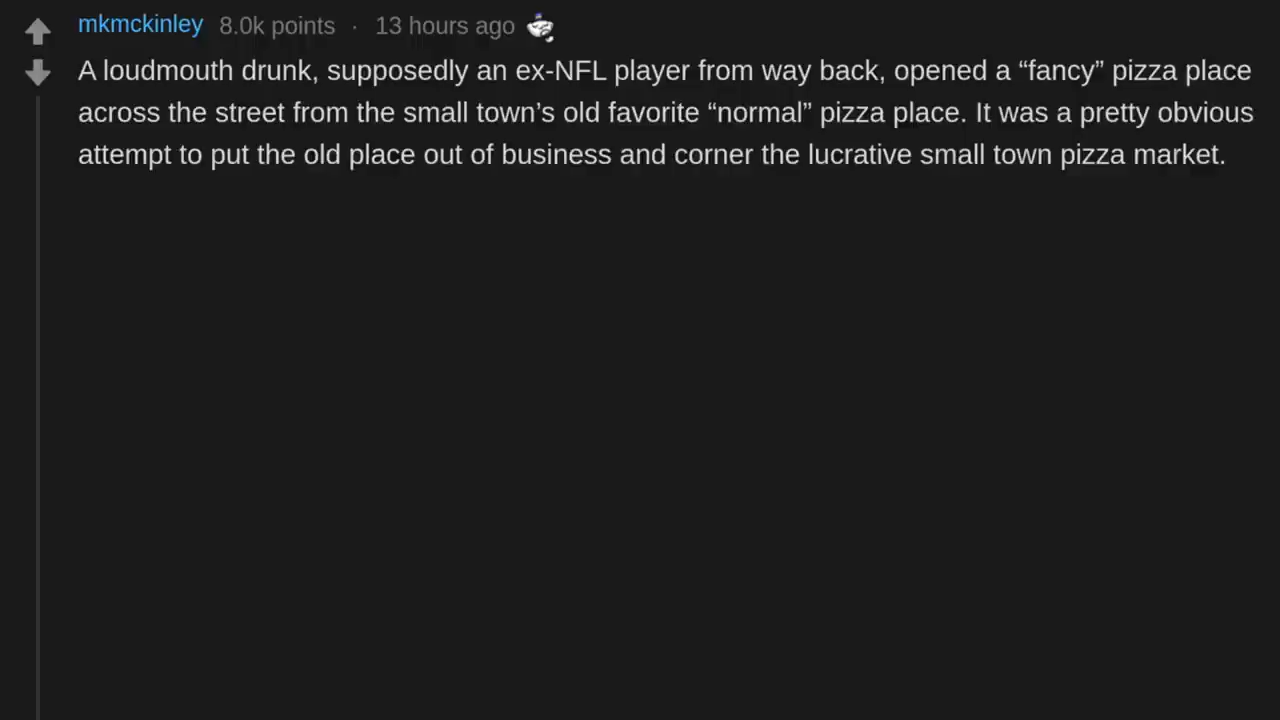 mkmckinley 8.0k points · 13 hours ago
A loudmouth drunk, supposedly an ex-NFL player from way back, opened a “fancy” pizza place
across the street from the small town’s old favorite “normal” pizza place. It was a pretty obvious
attempt to put the old place out of business and corner the lucrative small town pizza market.